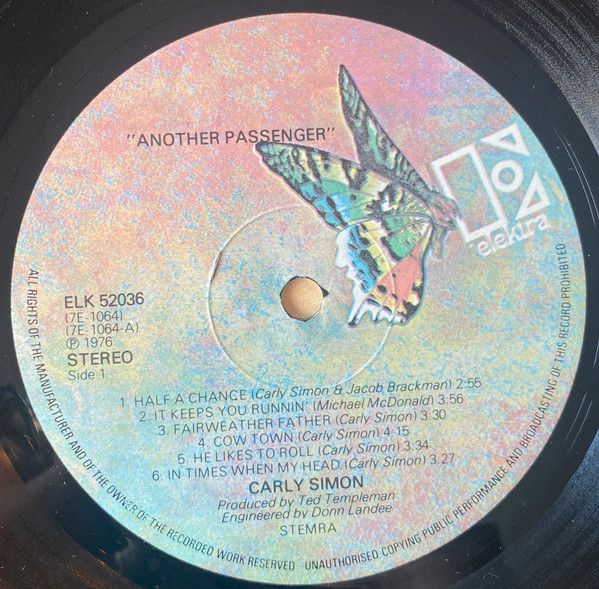 "ANOTHER PASSENGER"
elektra
ELK 52036
(7E-1064)
(7E-1064-A)
℗ 1976
STEREO
Side 1
1. HALF A CHANCE (Carly Simon & Jacob Brackman) 2:55
2. IT KEEPS YOU RUNNIN' (Michael McDonald) 3:56
3. FAIRWEATHER FATHER (Carly Simon) 3:30
4. COW TOWN (Carly Simon) 4:15
5. HE LIKES TO ROLL (Carly Simon) 3:34
6. IN TIMES WHEN MY HEAD (Carly Simon) 3:27
CARLY SIMON
Produced by Ted Templeman
Engineered by Donn Landee
STEMRA
ALL RIGHTS OF THE MANUFACTURER AND OF THE OWNER OF THE RECORDED WORK RESERVED UNAUTHORISED COPYING PUBLIC PERFORMANCE AND BROADCASTING OF THIS RECORD PROHIBITED